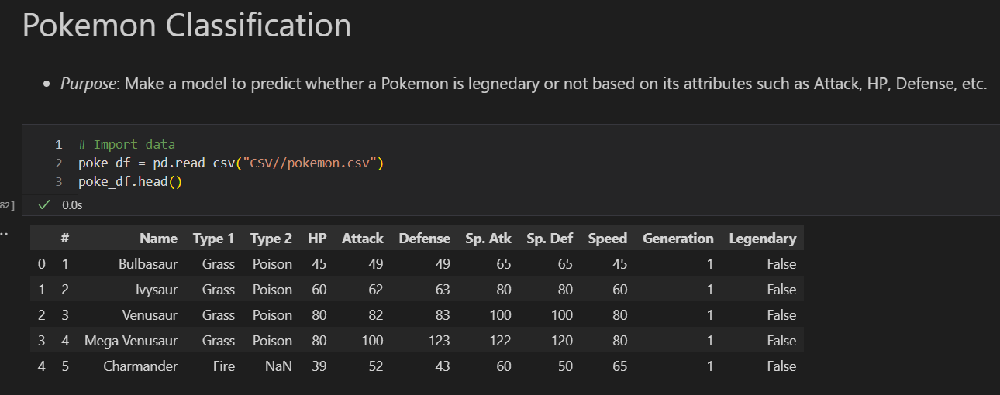 Pokemon Classification
• Purpose: Make a model to predict whether a Pokemon is legnedary or not based on its attributes such as Attack, HP, Defense, etc.
1 # Import data
2 poke_df = pd.read_csv("CSV//pokemon.csv")
3 poke_df.head()
82] ✓ 0.0s
# Name Type 1 Type 2 HP Attack Defense Sp. Atk Sp. Def Speed Generation Legendary
0 1 Bulbasaur Grass Poison 45 49 49 65 65 45 1 False
1 2 Ivysaur Grass Poison 60 62 63 80 80 60 1 False
2 3 Venusaur Grass Poison 80 82 83 100 100 80 1 False
3 4 Mega Venusaur Grass Poison 80 100 123 122 120 80 1 False
4 5 Charmander Fire NaN 39 52 43 60 50 65 1 False